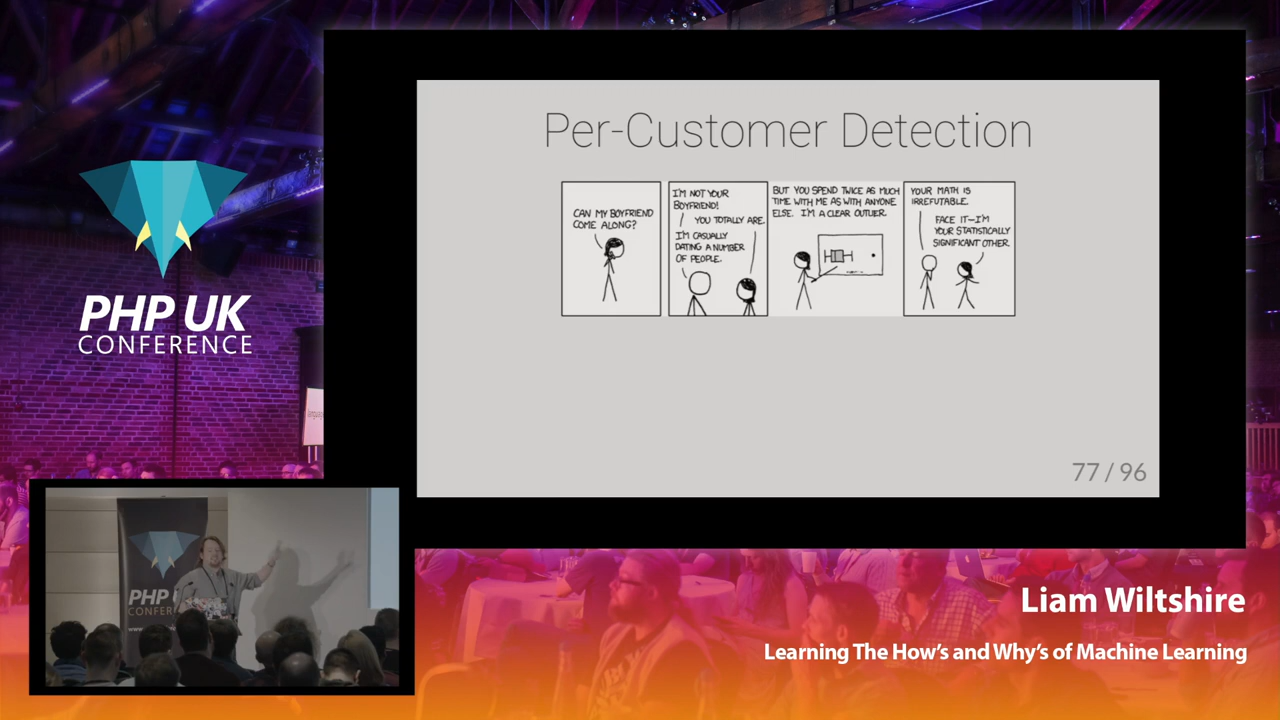 PHP UK
CONFERENCE
Per-Customer Detection
CAN MY BOYFRIEND
COME ALONG?
I'M NOT YOUR
BOYFRIEND!
YOU TOTALLY ARE.
I'M CASUALLY
DATING A NUMBER
OF PEOPLE.
BUT YOU SPEND TWICE AS MUCH
TIME WITH ME AS WITH ANYONE
ELSE. I'M A CLEAR OUTLIER.
YOUR MATH IS
IRREFUTABLE.
FACE IT—I'M
YOUR STATISTICALLY
SIGNIFICANT OTHER.
77 / 96
PHP
CONFER
Liam Wiltshire
Learning The How's and Why's of Machine Learning